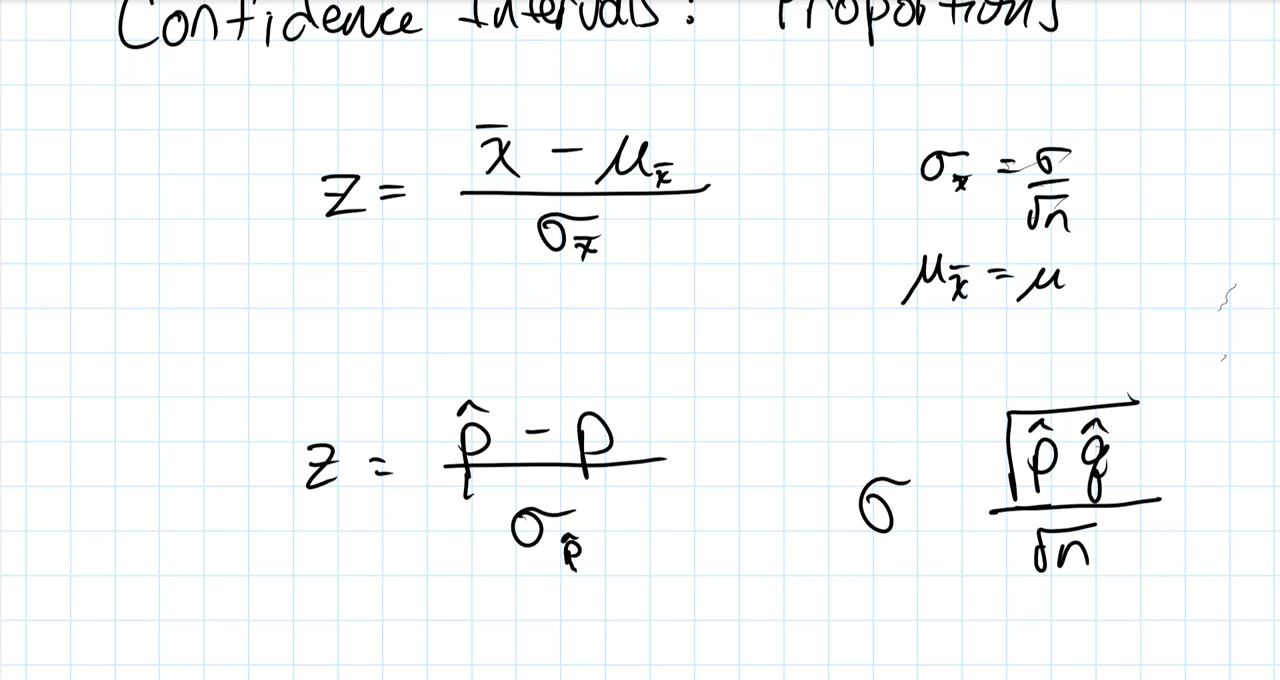 Confidence Intervals: Proportions
z = (x̄ − μ_x̄) / σ_x̄
σ_x̄ = σ / √n
μ_x̄ = μ
z = (p̂ − p) / σ_p̂
σ √(p̂ q̂) / √n